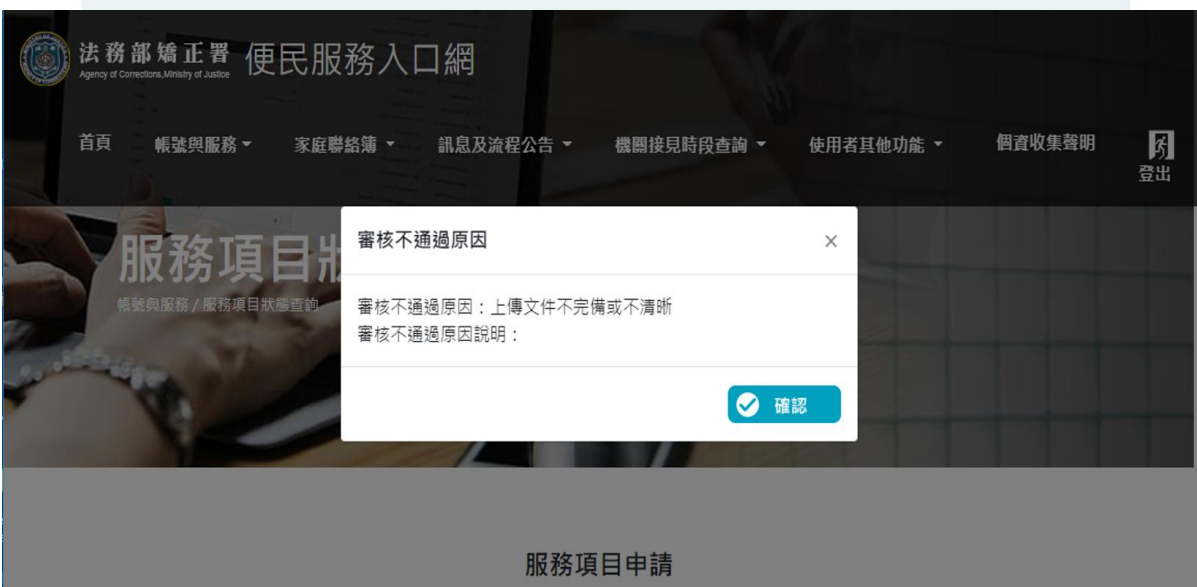 法務部矯正署 便民服務入口網
Agency of Corrections,Ministry of Justice
首頁 帳號與服務 家庭聯絡簿 訊息及流程公告 機關接見時段查詢 使用者其他功能 個資收集聲明 登出
服務項目狀
帳號與服務 / 服務項目狀態查詢
審核不通過原因 ×
審核不通過原因：上傳文件不完備或不清晰
審核不通過原因說明：
確認
服務項目申請